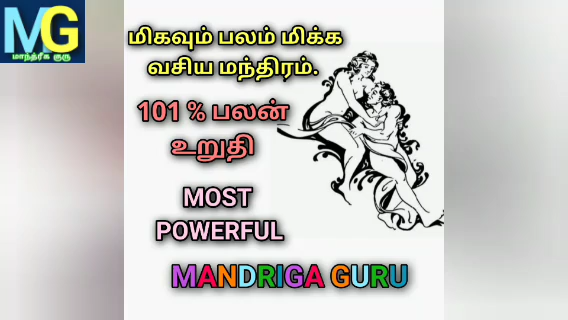 MG
மாந்த்ரீக குரு
மிகவும் பலம் மிக்க
வசிய மந்திரம்.
101 % பலன்
உறுதி
MOST
POWERFUL
MANDRIGA GURU